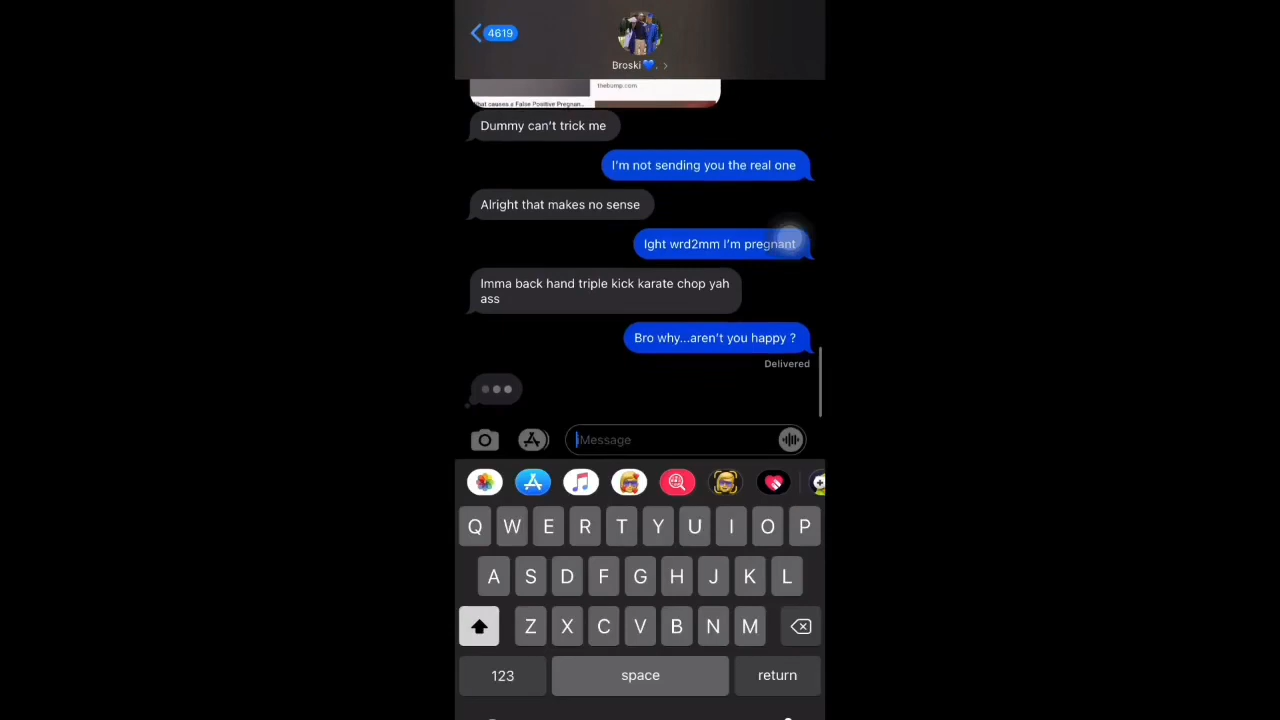 4619
Broski💙.
thebump.com
What causes a False Positive Pregnan...
Dummy can't trick me
I'm not sending you the real one
Alright that makes no sense
Ight wrd2mm I'm pregnant
Imma back hand triple kick karate chop yah
ass
Bro why...aren't you happy ?
Delivered
iMessage
Q W E R T Y U I O P
A S D F G H J K L
Z X C V B N M
123 space return